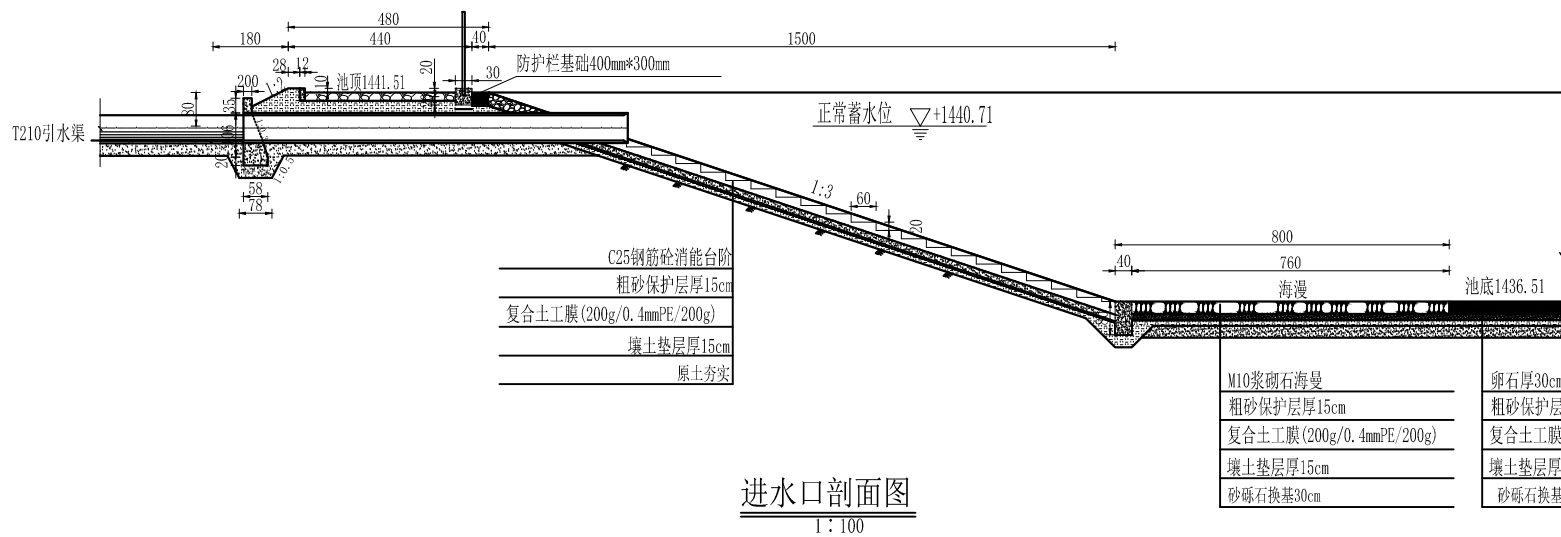 480
180
440
40
1500
28
12
20
30
防护栏基础400mm*300mm
200
1:2
10
池顶1441.51
80
35
正常蓄水位
+1440.71
T210引水渠
90
20
1:0.5
58
78
1:3
60
20
C25钢筋砼消能台阶
粗砂保护层厚15cm
复合土工膜(200g/0.4mmPE/200g)
壤土垫层厚15cm
原土夯实
800
40
760
海漫
池底1436.51
M10浆砌石海曼
粗砂保护层厚15cm
复合土工膜(200g/0.4mmPE/200g)
壤土垫层厚15cm
砂砾石换基30cm
卵石厚30cm
粗砂保护层
复合土工膜
壤土垫层厚
砂砾石换基
进水口剖面图
1：100